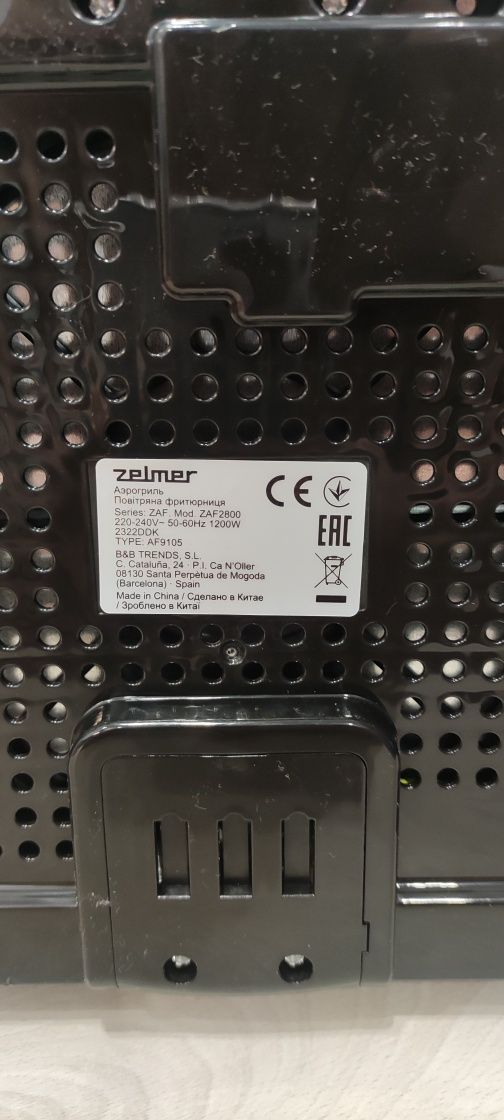 zelmer
Аэрогриль
Повітряна фритюрниця
Series: ZAF. Mod. ZAF2800
220-240V~ 50-60Hz 1200W
2322DDK
TYPE: AF9105
B&B TRENDS, S.L.
C. Cataluña, 24 · P.I. Ca N'Oller
08130 Santa Perpètua de Mogoda
(Barcelona) · Spain
Made in China / Сделано в Китае
/ Зроблено в Китаї
CE
EAC